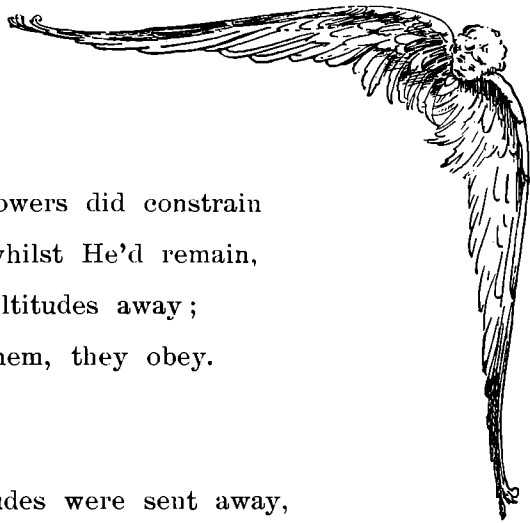 owers did constrain
whilst He'd remain,
ltitudes away;
hem, they obey.
udes were sent away,